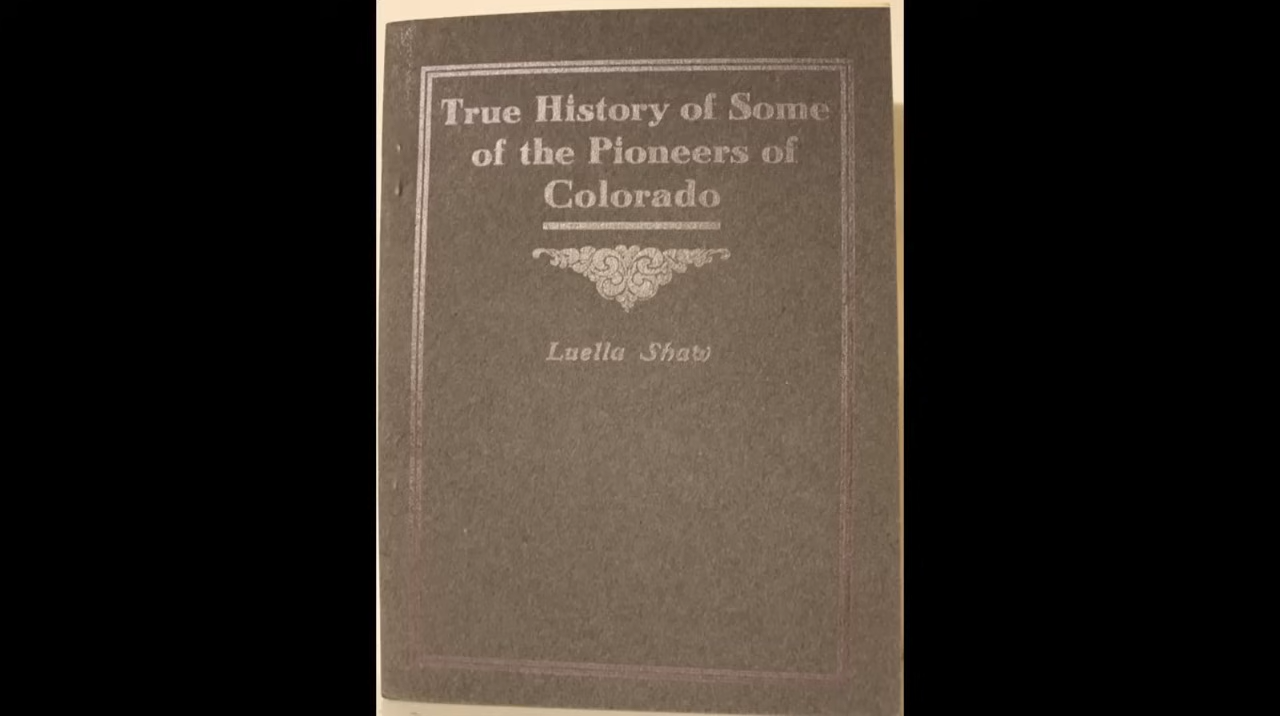 True History of Some
of the Pioneers of
Colorado
Luella Shaw